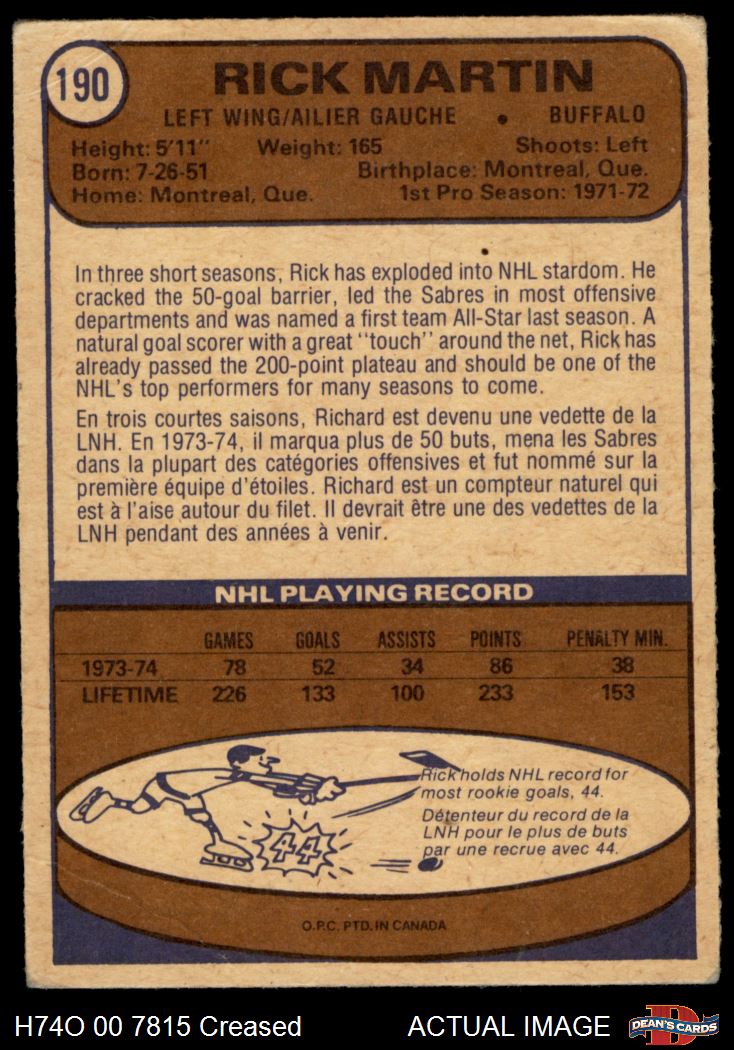 190
RICK MARTIN
LEFT WING/AILIER GAUCHE • BUFFALO
Height: 5'11" Weight: 165 Shoots: Left
Born: 7-26-51 Birthplace: Montreal, Que.
Home: Montreal, Que. 1st Pro Season: 1971-72
In three short seasons, Rick has exploded into NHL stardom. He
cracked the 50-goal barrier, led the Sabres in most offensive
departments and was named a first team All-Star last season. A
natural goal scorer with a great "touch" around the net, Rick has
already passed the 200-point plateau and should be one of the
NHL's top performers for many seasons to come.
En trois courtes saisons, Richard est devenu une vedette de la
LNH. En 1973-74, il marqua plus de 50 buts, mena les Sabres
dans la plupart des catégories offensives et fut nommé sur la
première équipe d'étoiles. Richard est un compteur naturel qui
est à l'aise autour du filet. Il devrait être une des vedettes de la
LNH pendant des années à venir.
NHL PLAYING RECORD
GAMES GOALS ASSISTS POINTS PENALTY MIN.
1973-74 78 52 34 86 38
LIFETIME 226 133 100 233 153
Rick holds NHL record for
most rookie goals, 44.
Détenteur du record de la
LNH pour le plus de buts
par une recrue avec 44.
44
O.P.C. PTD. IN CANADA
H74O 00 7815 Creased ACTUAL IMAGE
DEAN'S CARDS